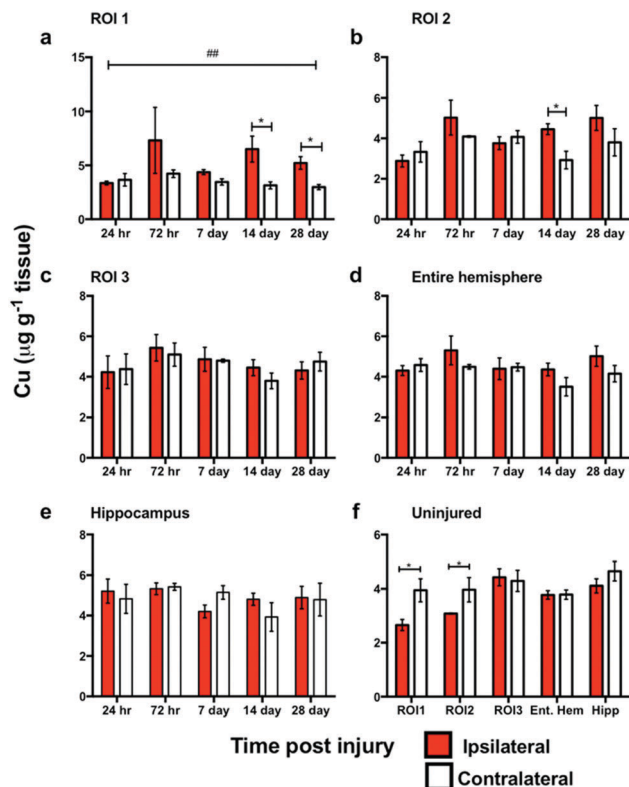 ROI 1
ROI 2
a
b
##
15
10
5
0
*
*
24 hr 72 hr 7 day 14 day 28 day
8
6
4
2
0
*
24 hr 72 hr 7 day 14 day 28 day
Cu (µg g⁻¹ tissue)
c
ROI 3
d
Entire hemisphere
8
6
4
2
0
24 hr 72 hr 7 day 14 day 28 day
8
6
4
2
0
24 hr 72 hr 7 day 14 day 28 day
e
Hippocampus
f
Uninjured
8
6
4
2
0
24 hr 72 hr 7 day 14 day 28 day
6
4
2
0
*
*
ROI1 ROI2 ROI3 Ent. Hem Hipp
Time post injury
Ipsilateral
Contralateral